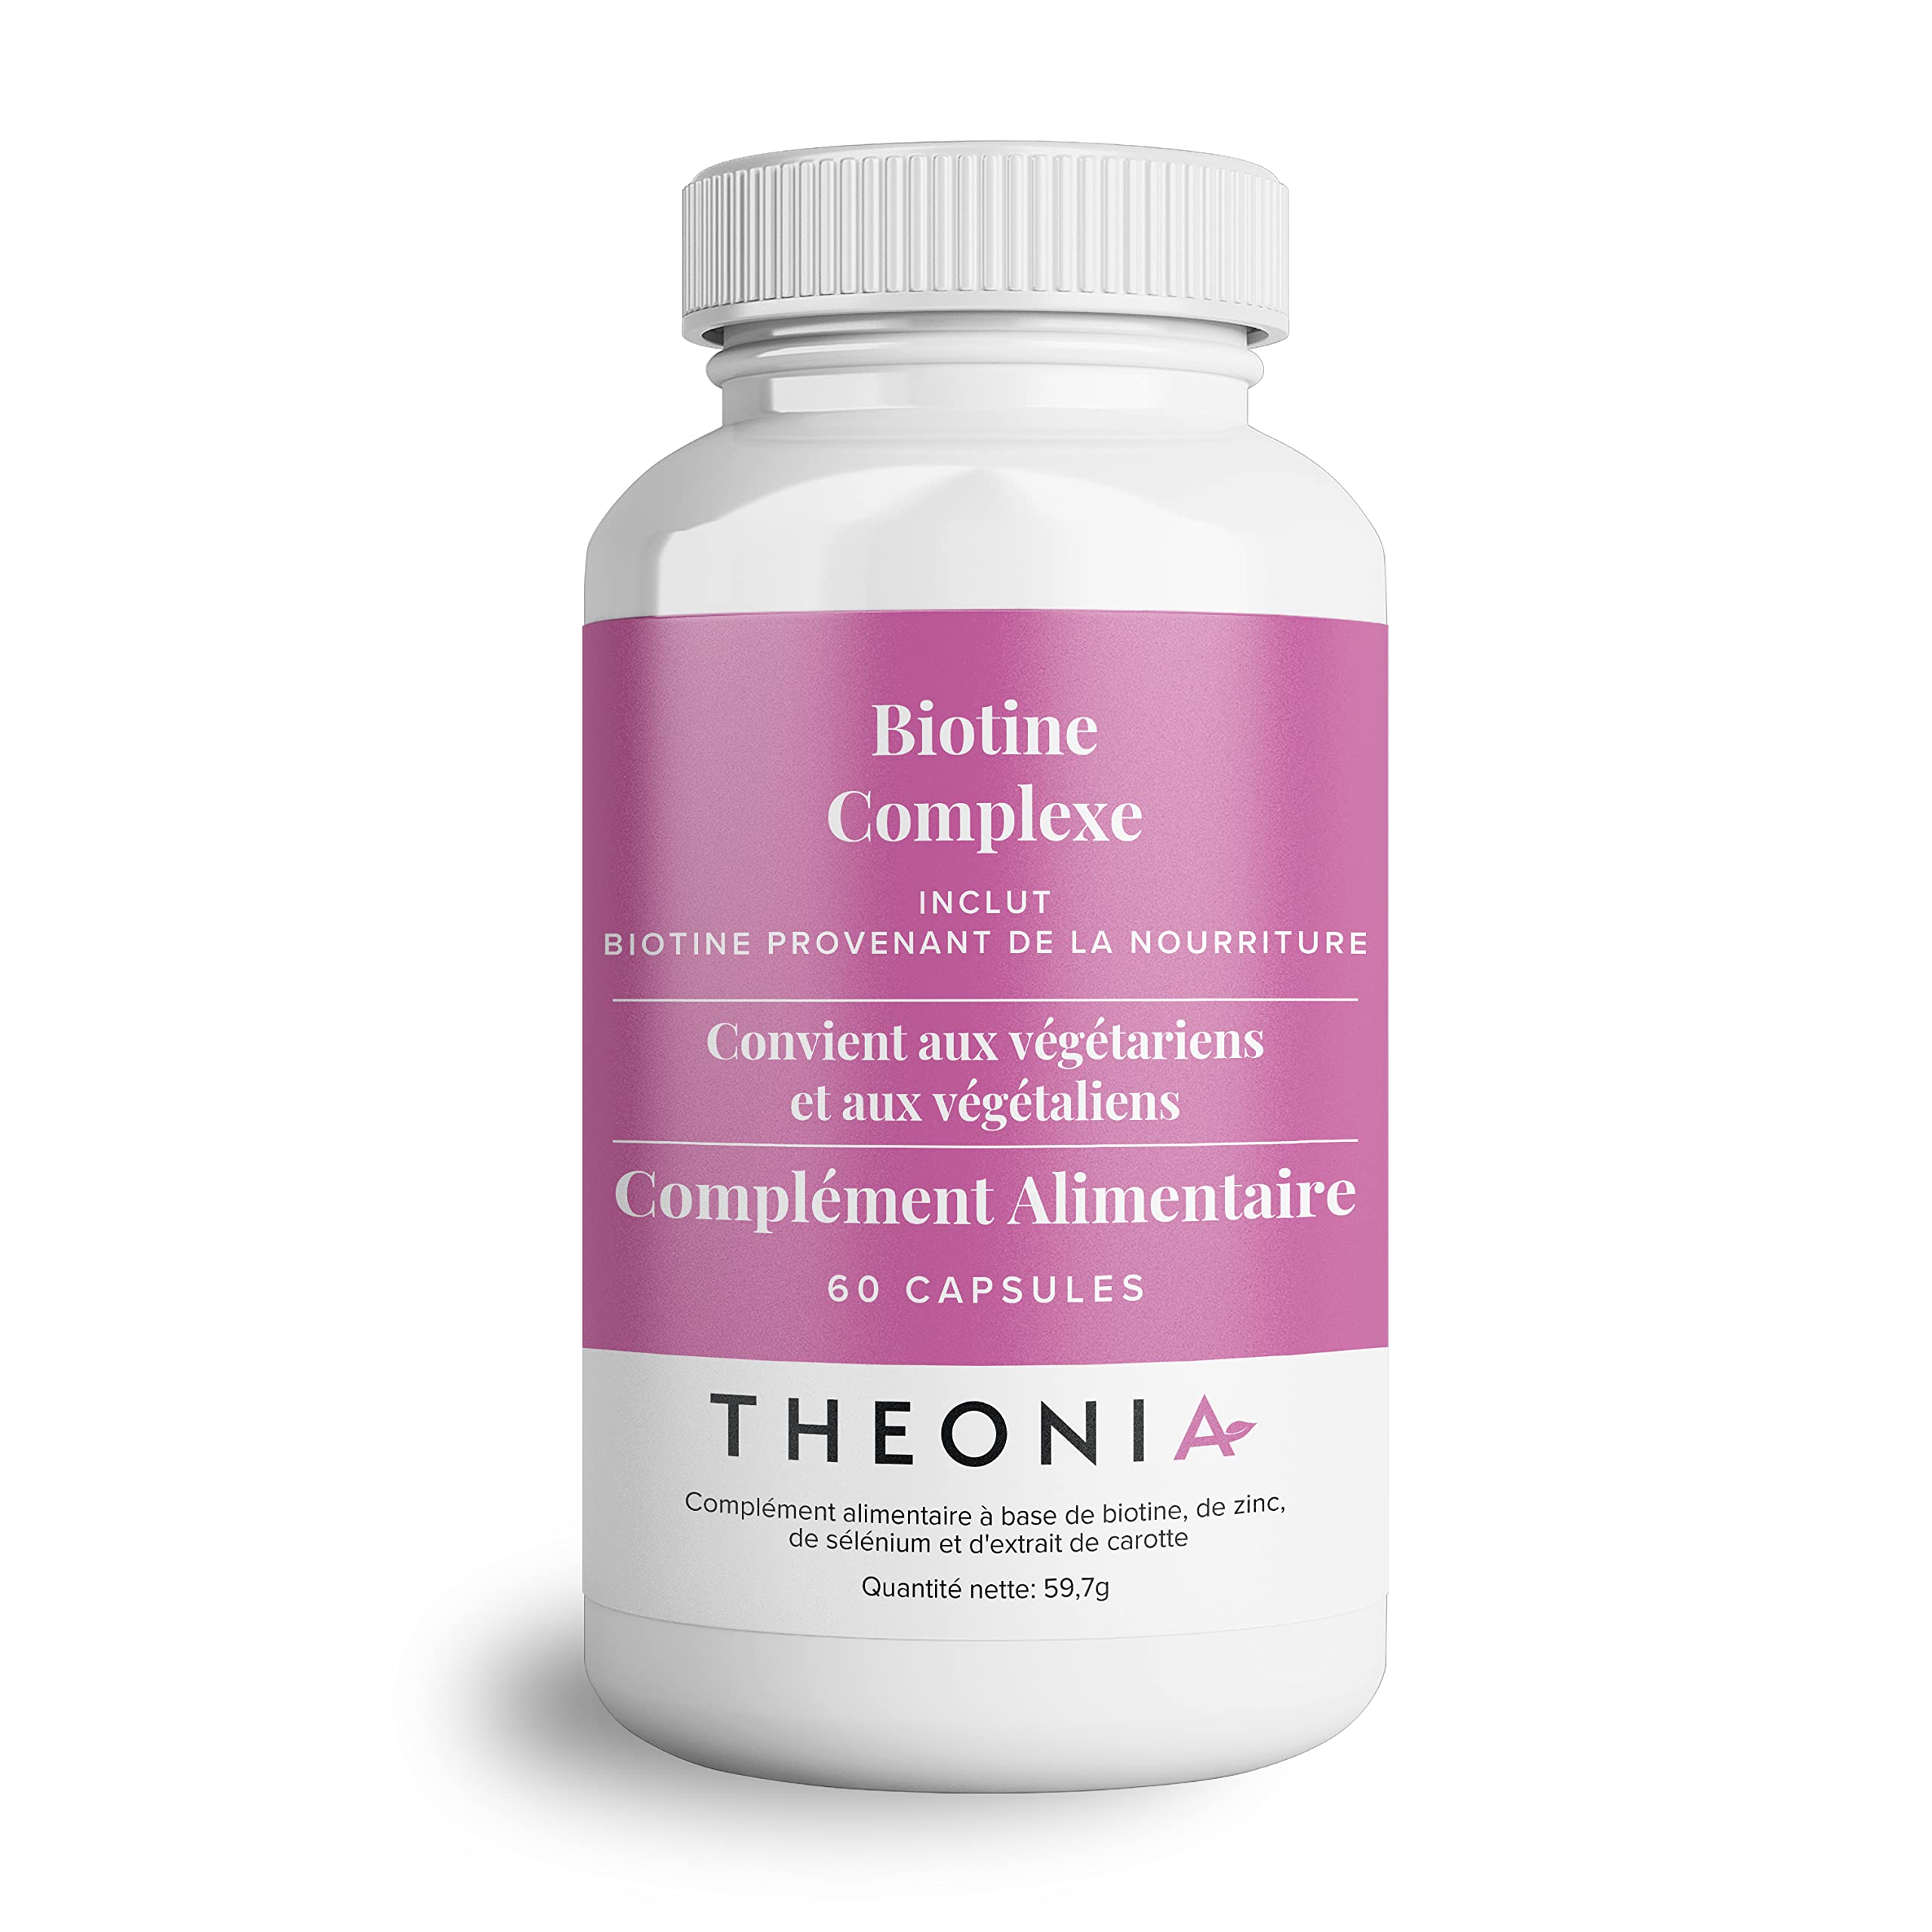 Biotine
Complexe
INCLUT
BIOTINE PROVENANT DE LA NOURRITURE
Convient aux végétariens
et aux végétaliens
Complément Alimentaire
60 CAPSULES
THEONIA
Complément alimentaire à base de biotine, de zinc,
de sélénium et d'extrait de carotte
Quantité nette: 59,7g